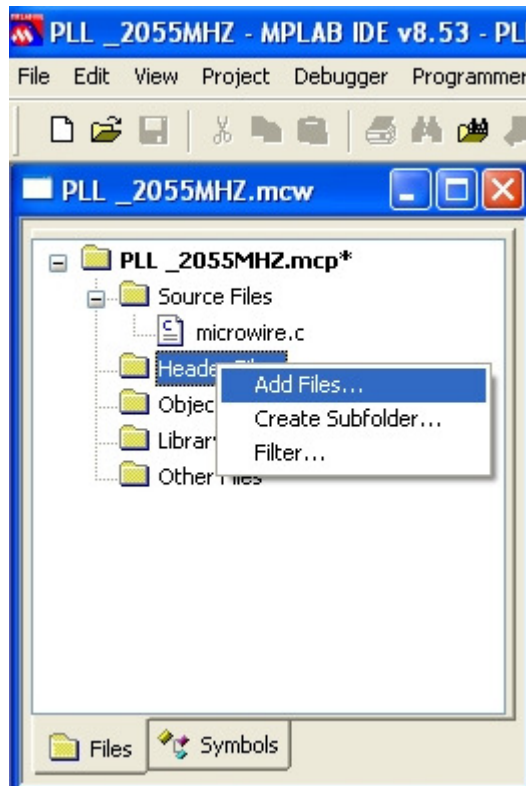 PLL _2055MHZ - MPLAB IDE v8.53 - PL
File Edit View Project Debugger Programmer
PLL _2055MHZ.mcw
PLL _2055MHZ.mcp*
Source Files
microwire.c
Add Files...
Create Subfolder...
Filter...
Other
Files Symbols